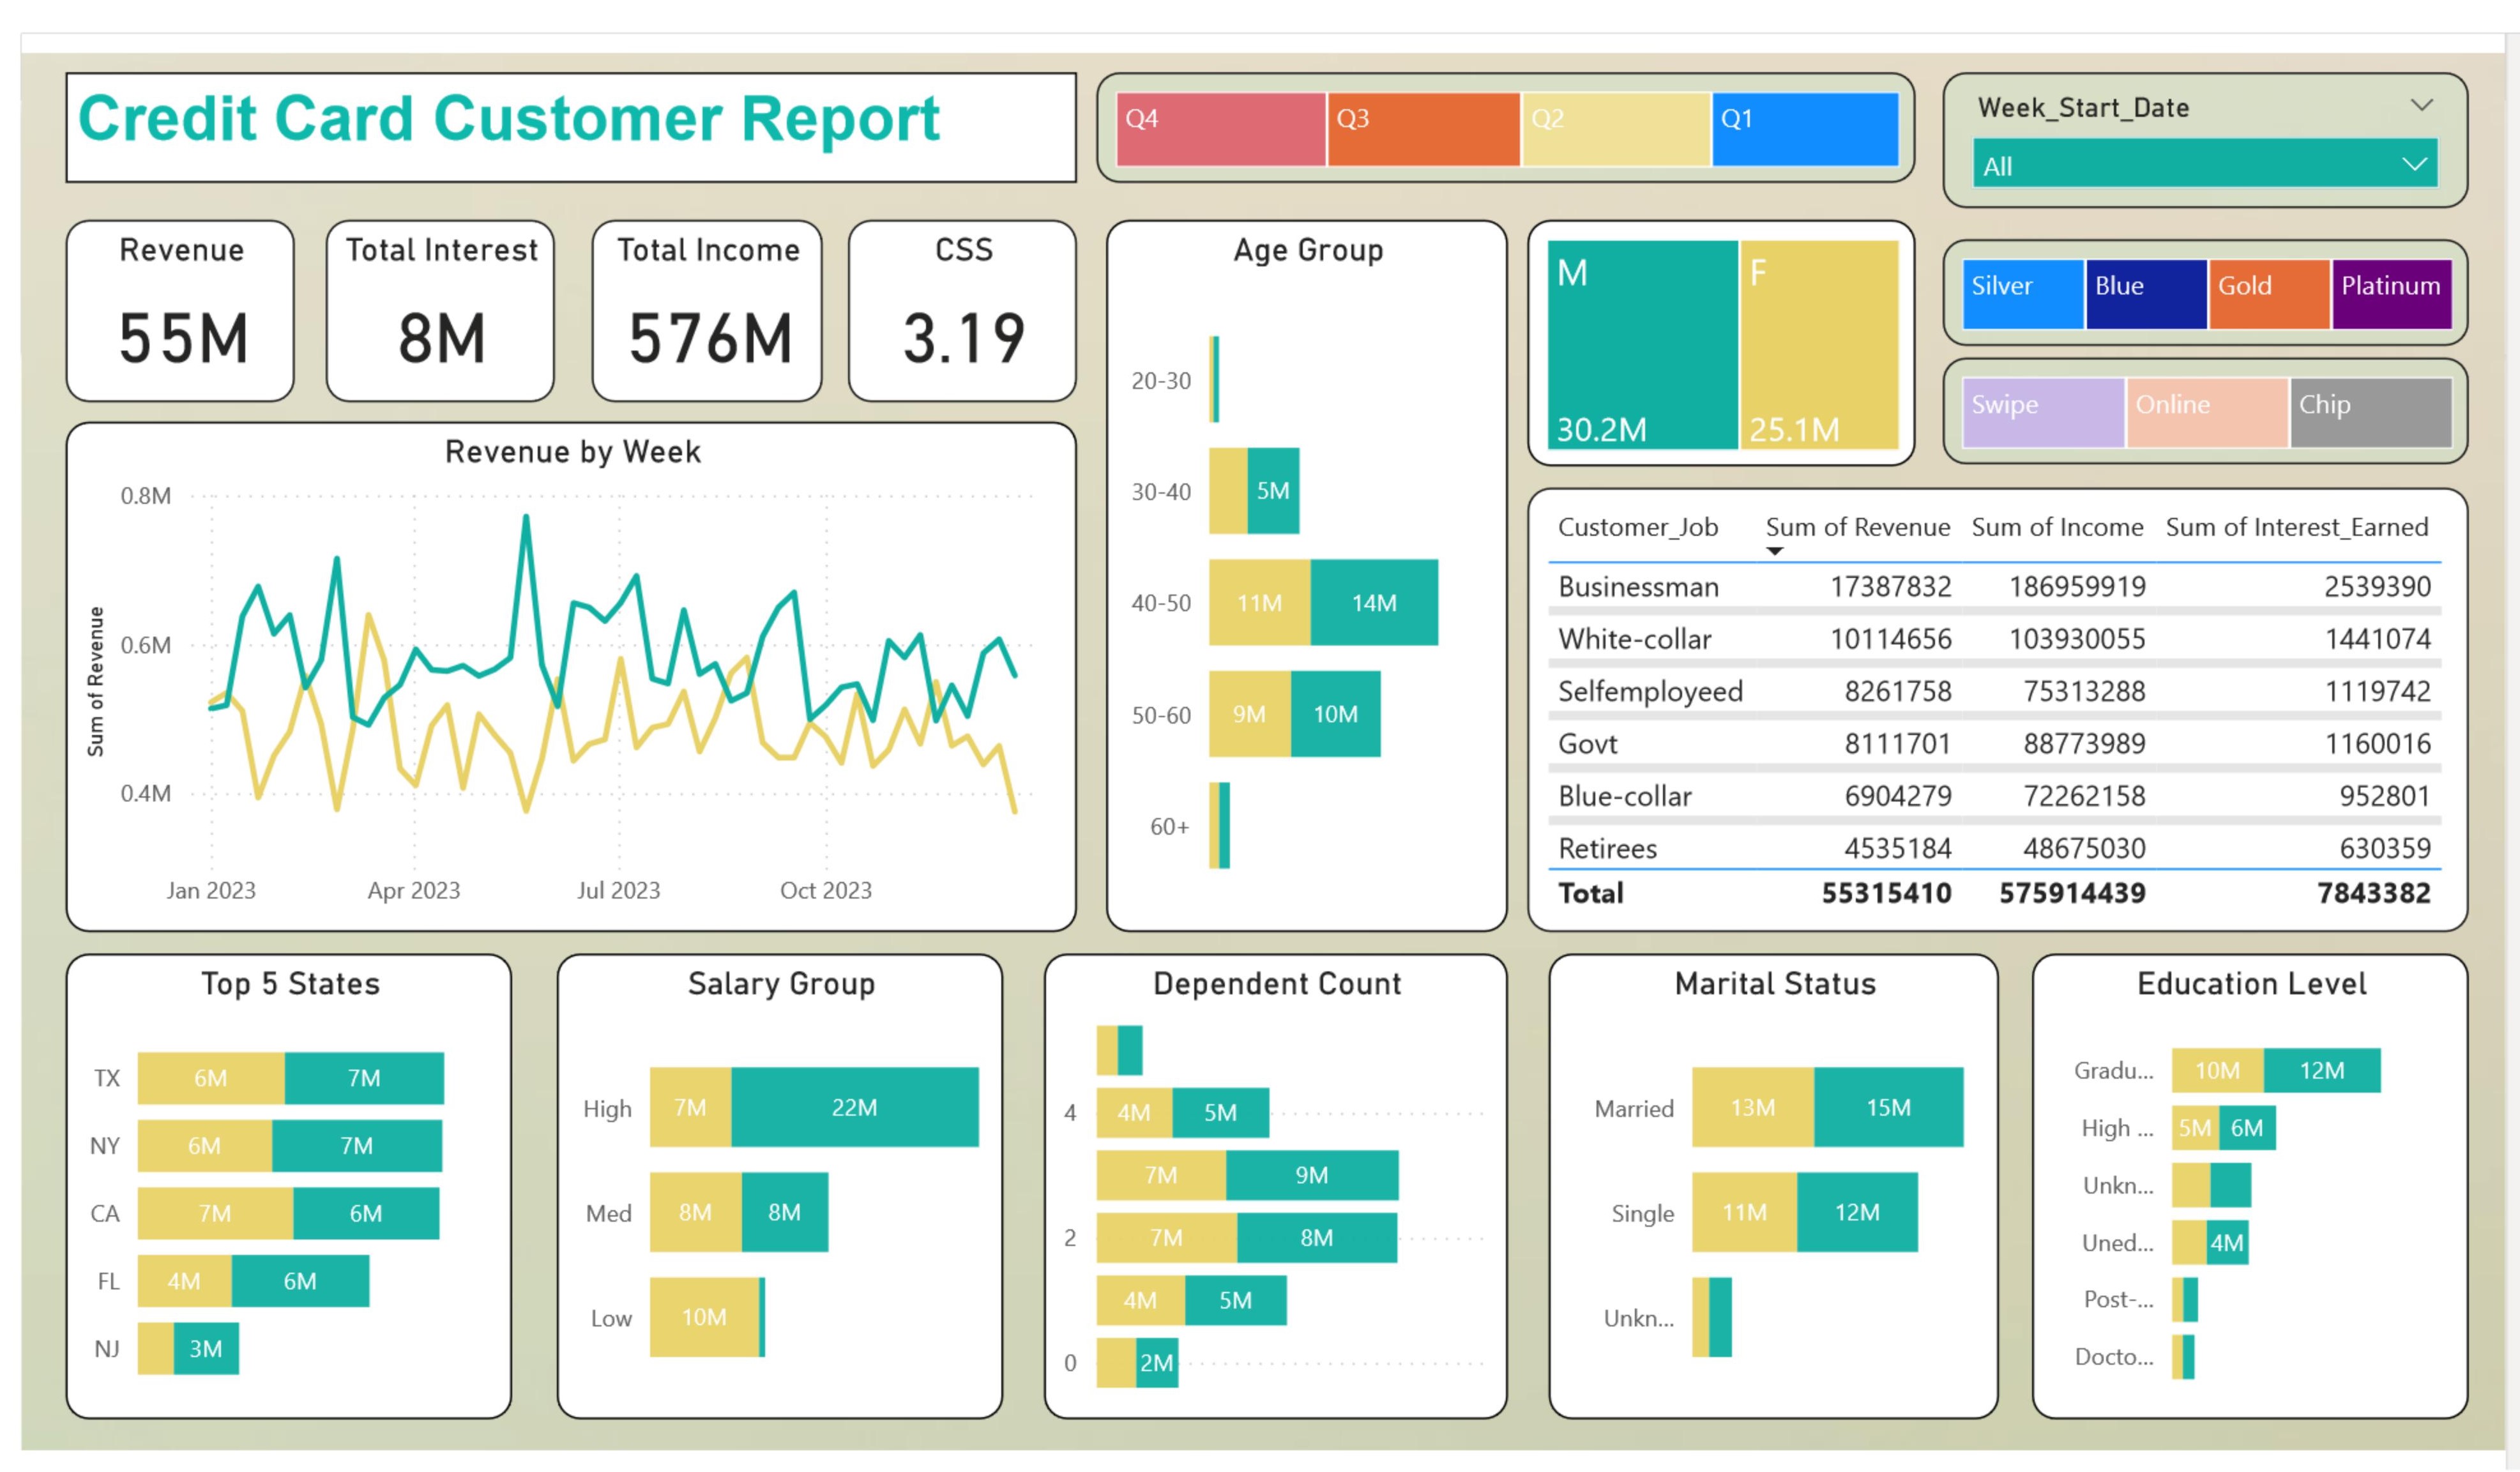 Credit Card Customer Report
Q4
Q3
Q2
Q1
Week_Start_Date
All
Revenue
55M
Total Interest
8M
Total Income
576M
CSS
3.19
Age Group
20-30
30-40
5M
40-50
11M
14M
50-60
9M
10M
60+
M
30.2M
F
25.1M
Silver
Blue
Gold
Platinum
Swipe
Online
Chip
Revenue by Week
Sum of Revenue
0.8M
0.6M
0.4M
Jan 2023
Apr 2023
Jul 2023
Oct 2023
Customer_Job Sum of Revenue Sum of Income Sum of Interest_Earned
Businessman 17387832 186959919 2539390
White-collar 10114656 103930055 1441074
Selfemployeed 8261758 75313288 1119742
Govt 8111701 88773989 1160016
Blue-collar 6904279 72262158 952801
Retirees 4535184 48675030 630359
Total 55315410 575914439 7843382
Top 5 States
TX 6M 7M
NY 6M 7M
CA 7M 6M
FL 4M 6M
NJ 3M
Salary Group
High 7M 22M
Med 8M 8M
Low 10M
Dependent Count
4 4M 5M
7M 9M
2 7M 8M
4M 5M
0 2M
Marital Status
Married 13M 15M
Single 11M 12M
Unkn...
Education Level
Gradu... 10M 12M
High ... 5M 6M
Unkn...
Uned... 4M
Post-...
Docto...